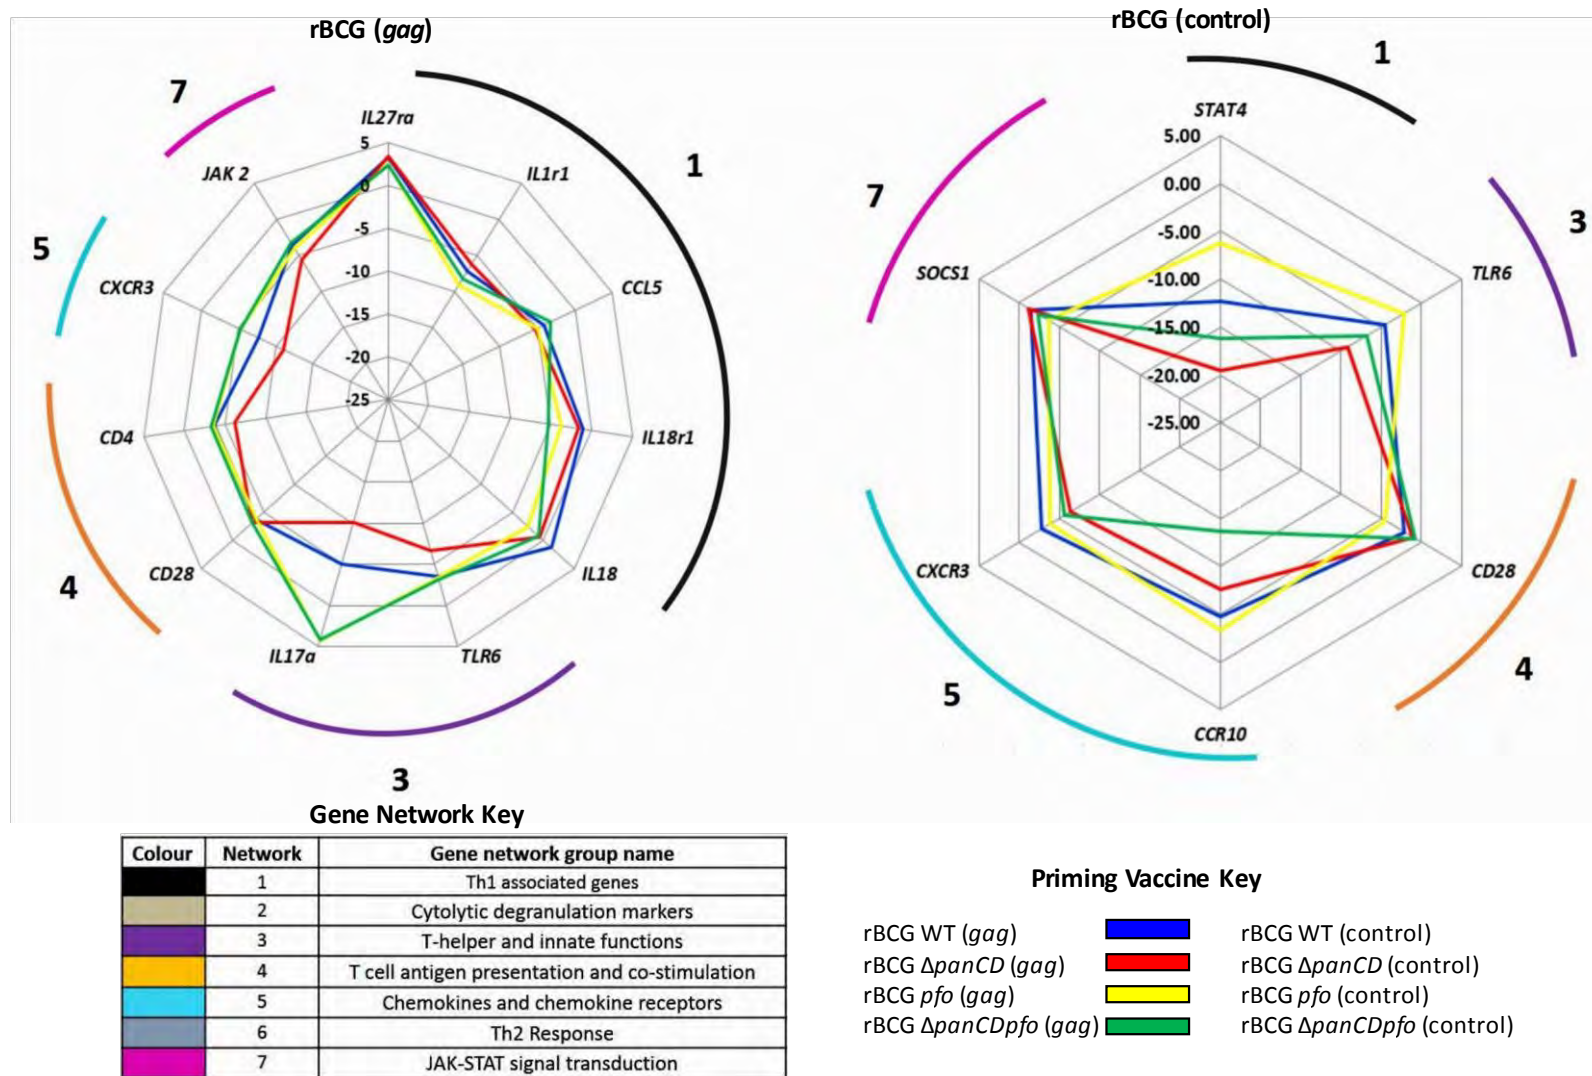 rBCG (gag)
7
IL27ra
5
0
-5
-10
-15
-20
-25
JAK 2
IL1r1
1
5
CXCR3
CCL5
CD4
IL18r1
4
CD28
IL18
IL17a
TLR6
3
rBCG (control)
1
STAT4
5.00
0.00
-5.00
-10.00
-15.00
-20.00
-25.00
7
SOCS1
TLR6
3
CXCR3
CD28
5
4
CCR10
Gene Network Key
Colour Network Gene network group name
1 Th1 associated genes
2 Cytolytic degranulation markers
3 T-helper and innate functions
4 T cell antigen presentation and co-stimulation
5 Chemokines and chemokine receptors
6 Th2 Response
7 JAK-STAT signal transduction
Priming Vaccine Key
rBCG WT (gag) rBCG WT (control)
rBCG ΔpanCD (gag) rBCG ΔpanCD (control)
rBCG pfo (gag) rBCG pfo (control)
rBCG ΔpanCDpfo (gag) rBCG ΔpanCDpfo (control)